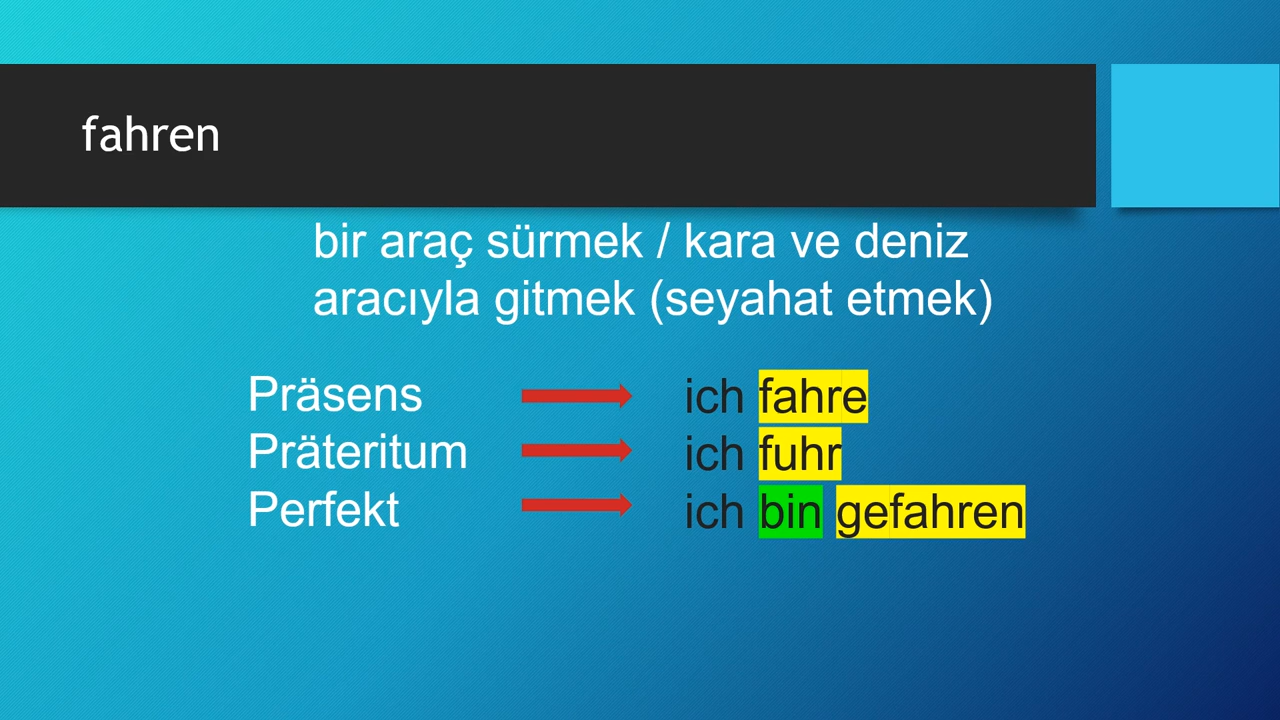 fahren
bir araç sürmek / kara ve deniz
aracıyla gitmek (seyahat etmek)
Präsens ich fahre
Präteritum ich fuhr
Perfekt ich bin gefahren